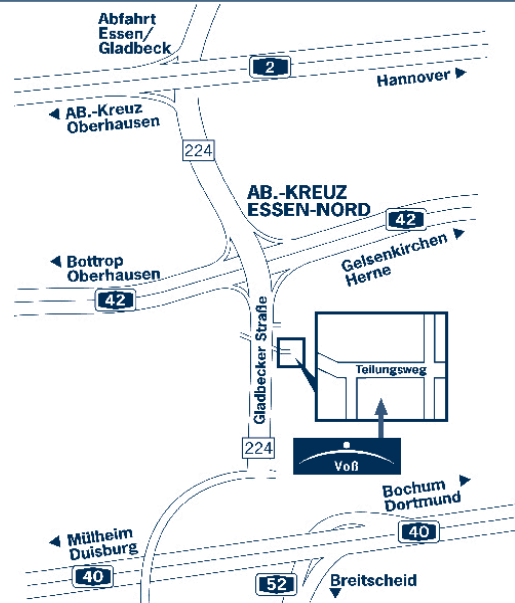 Abfahrt
Essen/
Gladbeck
2
Hannover
AB.-Kreuz
Oberhausen
224
AB.-KREUZ
ESSEN-NORD
42
Gelsenkirchen
Herne
Bottrop
Oberhausen
42
Gladbecker Straße
Teilungsweg
224
Voß
Bochum
Dortmund
40
Mülheim
Duisburg
40
52
Breitscheid